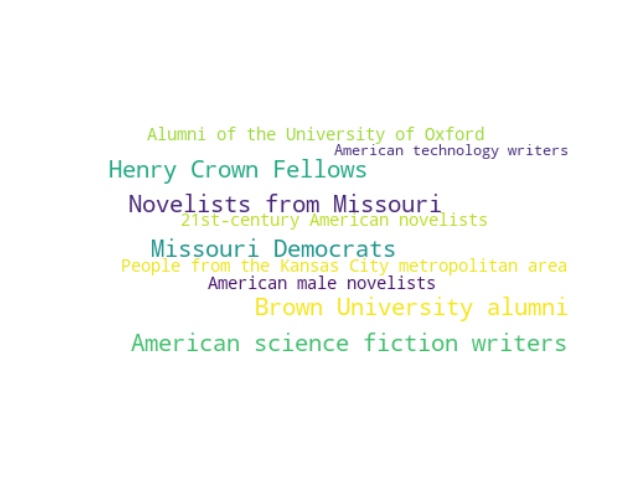 Alumni of the University of Oxford
American technology writers
Henry Crown Fellows
Novelists from Missouri
21st-century American novelists
Missouri Democrats
People from the Kansas City metropolitan area
American male novelists
Brown University alumni
American science fiction writers